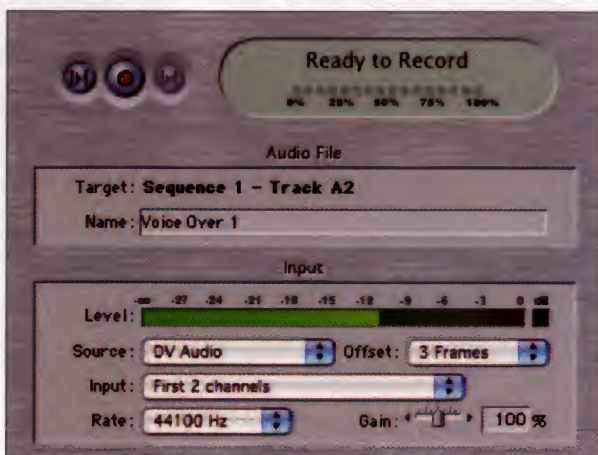 Ready to Record
0% 25% 50% 75% 100%
Audio File
Target: Sequence 1 - Track A2
Name: Voice Over 1
Input
-∞ -27 -24 -21 -18 -15 -12 -9 -6 -3 0 dB
Level:
Source: DV Audio Offset: 3 Frames
Input: First 2 channels
Rate: 44100 Hz Gain: 100 %